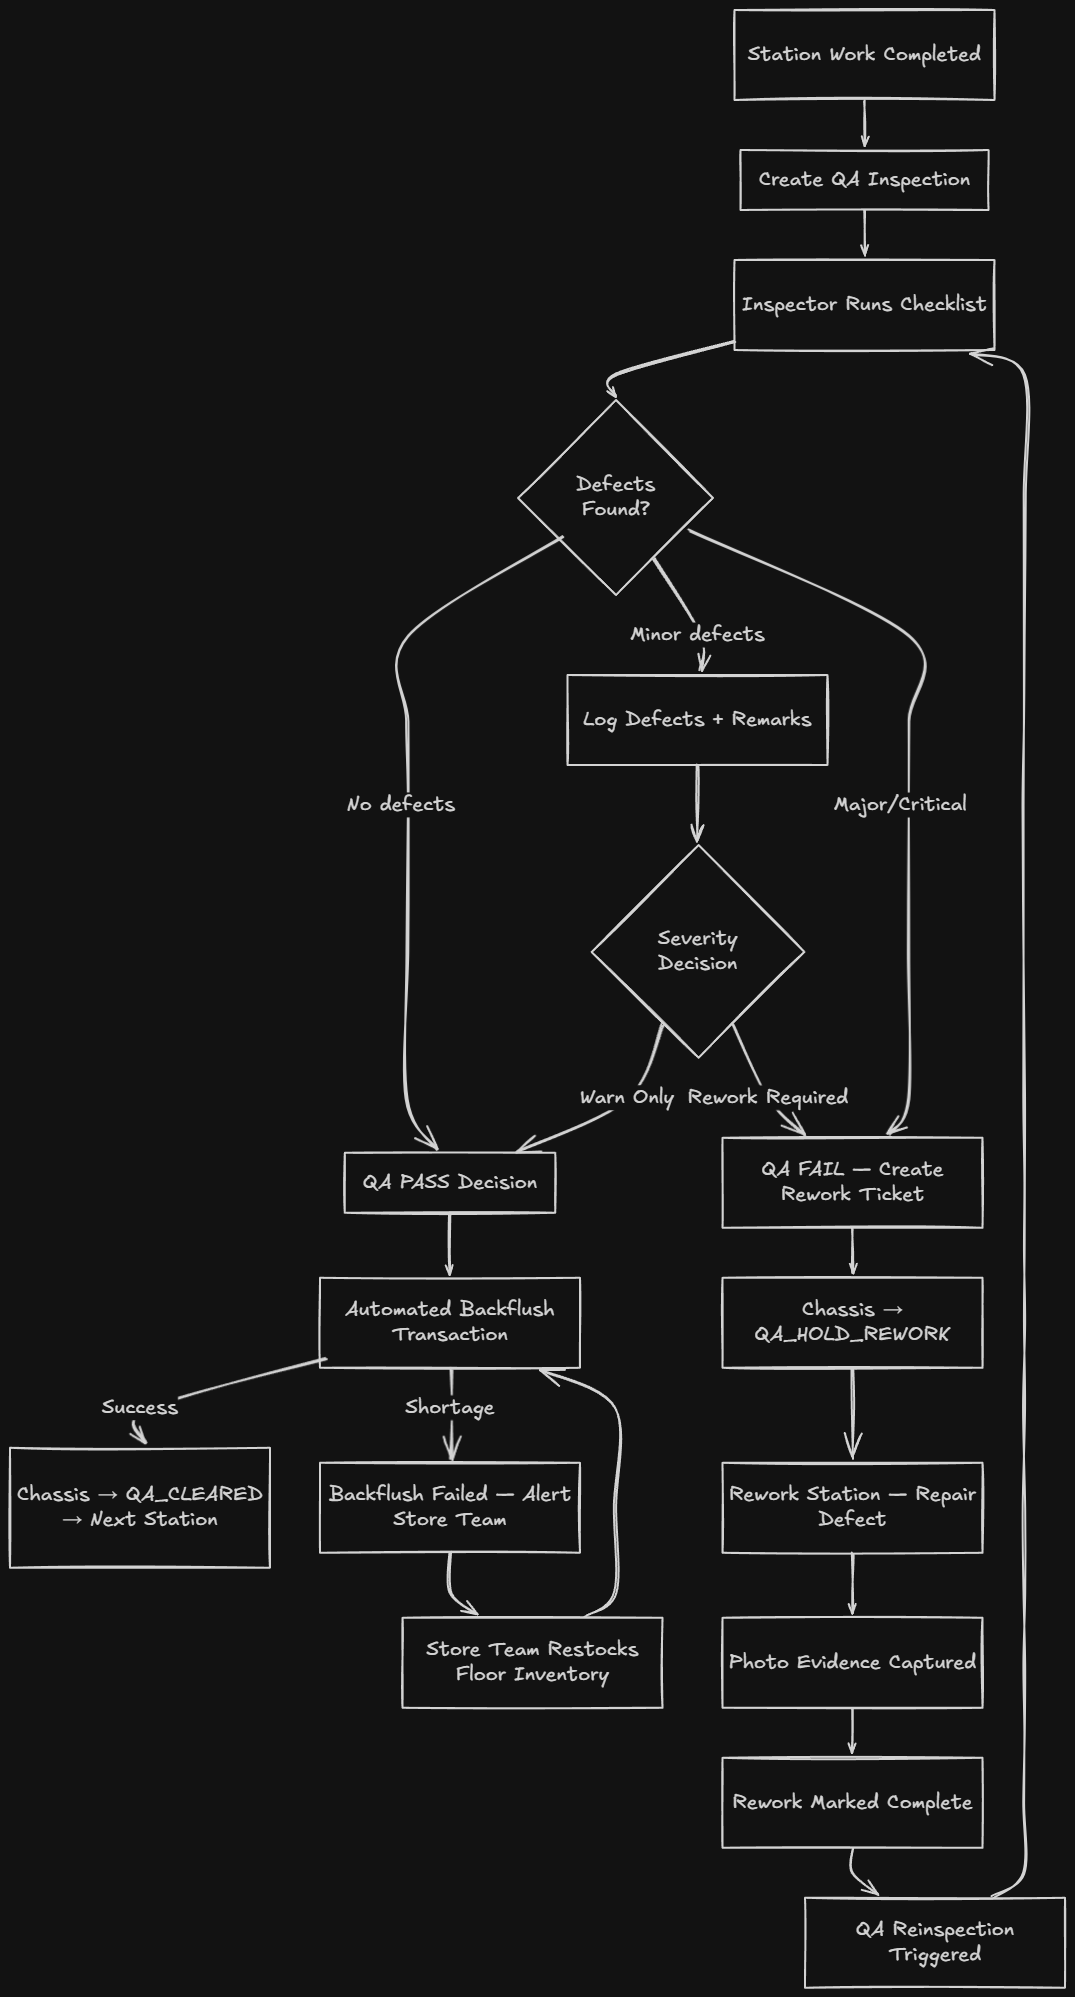 Station Work Completed
Create QA Inspection
Inspector Runs Checklist
Defects
Found?
Minor defects
Log Defects + Remarks
No defects
Major/Critical
Severity
Decision
Warn Only
Rework Required
QA PASS Decision
QA FAIL — Create
Rework Ticket
Automated Backflush
Transaction
Chassis →
QA_HOLD_REWORK
Success
Shortage
Chassis → QA_CLEARED
→ Next Station
Backflush Failed — Alert
Store Team
Rework Station — Repair
Defect
Store Team Restocks
Floor Inventory
Photo Evidence Captured
Rework Marked Complete
QA Reinspection
Triggered